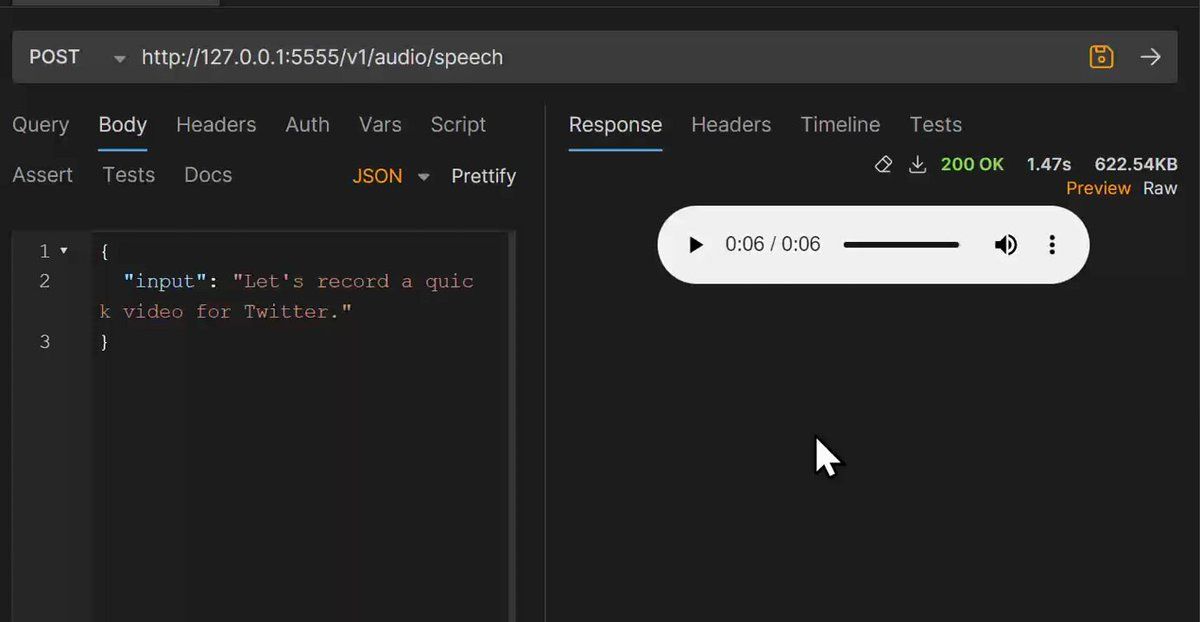 POST http://127.0.0.1:5555/v1/audio/speech
Query Body Headers Auth Vars Script
Assert Tests Docs JSON Prettify
1 {
2 "input": "Let's record a quic
k video for Twitter."
3 }
Response Headers Timeline Tests
200 OK 1.47s 622.54KB
Preview Raw
0:06 / 0:06